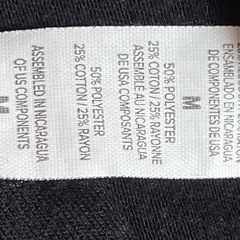 M
50% POLYESTER
25% COTTON / 25% RAYON
ASSEMBLED IN NICARAGUA
OF US COMPONENTS
M
50% POLYESTER
25% COTTON / 25% RAYONNE
ASSEMBLÉ AU NICARAGUA
DE COMPOSANTS
DE USA
ENSAMBLADO EN NICARAGUA
DE COMPONENTES
DE USA